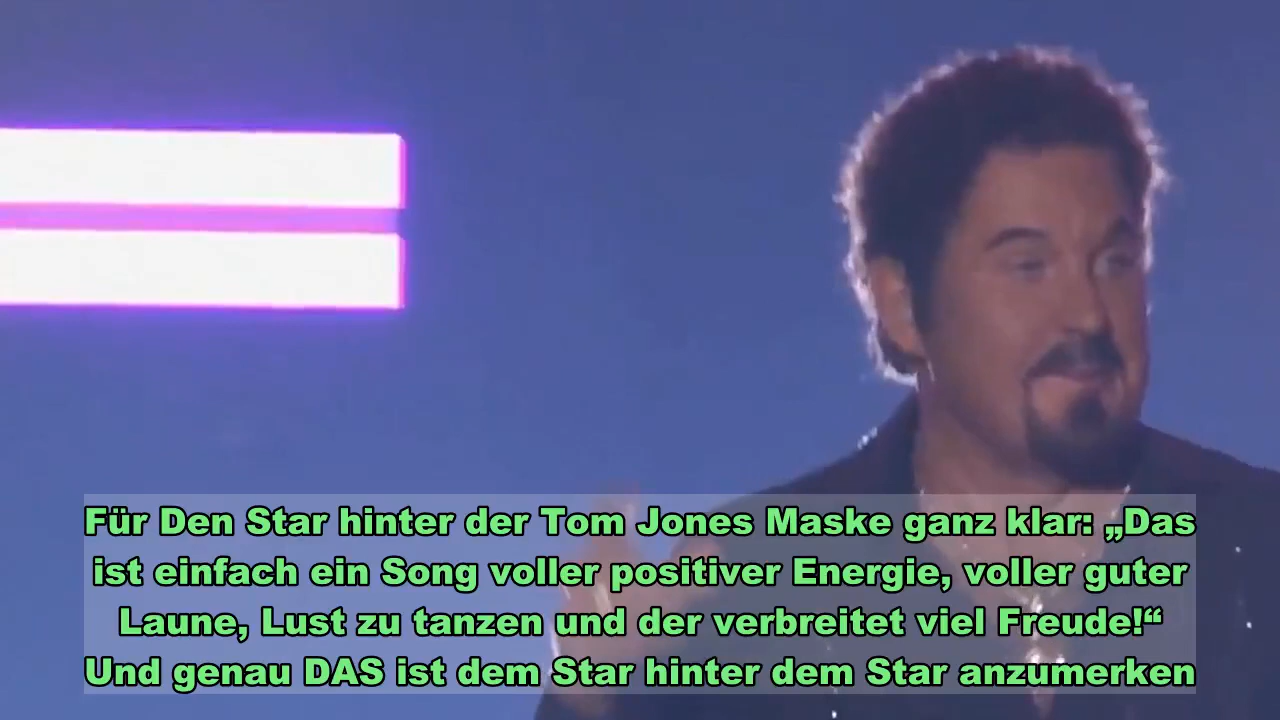 Für Den Star hinter der Tom Jones Maske ganz klar: „Das
ist einfach ein Song voller positiver Energie, voller guter
Laune, Lust zu tanzen und der verbreitet viel Freude!“
Und genau DAS ist dem Star hinter dem Star anzumerken